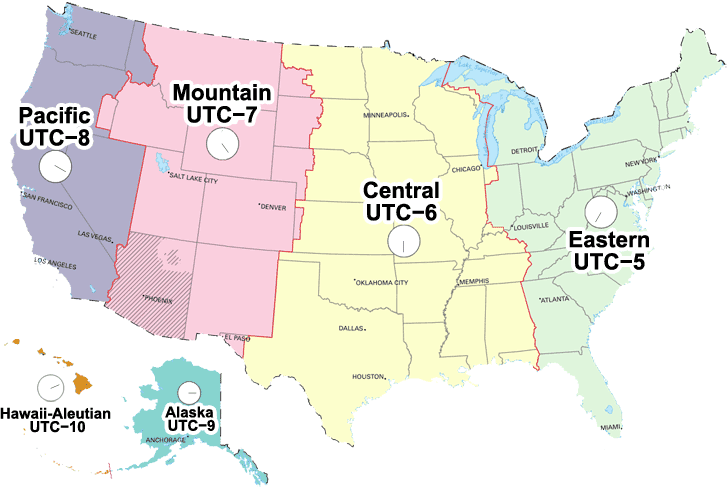 SEATTLE
Mountain
UTC−7
Pacific
UTC−8
Lake Superior
MINNEAPOLIS
DETROIT
NEW YORK
CHICAGO
SALT LAKE CITY
WASHINGTON
Central
UTC−6
SAN FRANCISCO
DENVER
LAS VEGAS
LOUISVILLE
Eastern
UTC−5
LOS ANGELES
OKLAHOMA CITY
MEMPHIS
PHOENIX
ATLANTA
DALLAS
EL PASO
HOUSTON
Hawaii-Aleutian
UTC−10
Alaska
UTC−9
MIAMI
ANCHORAGE